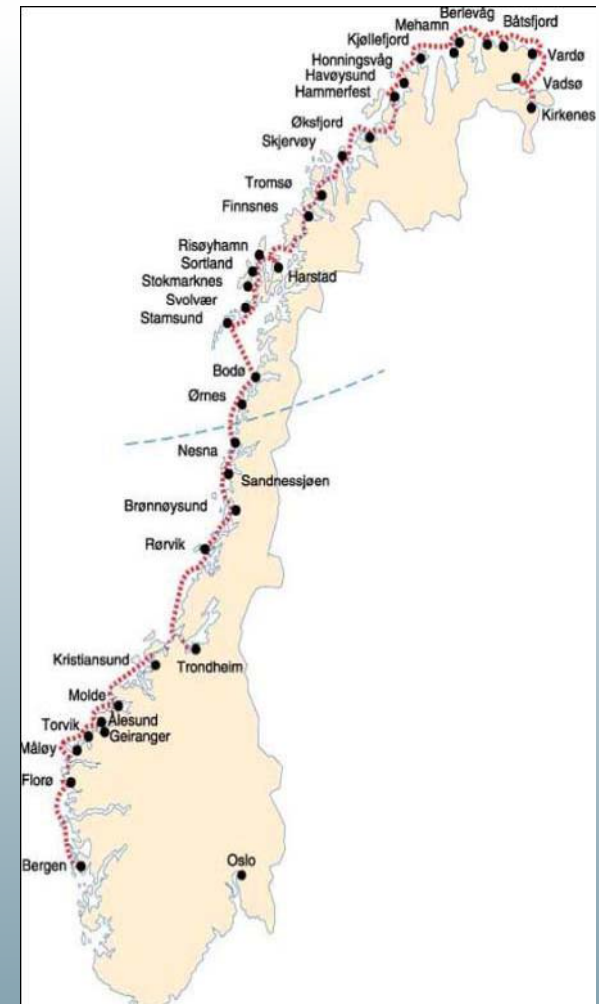 Berlevåg
Mehamn
Båtsfjord
Kjøllefjord
Vardø
Honningsvåg
Havøysund
Vadsø
Hammerfest
Kirkenes
Øksfjord
Skjervøy
Tromsø
Finnsnes
Risøyhamn
Sortland
Harstad
Stokmarknes
Svolvær
Stamsund
Bodø
Ørnes
Nesna
Sandnessjøen
Brønnøysund
Rørvik
Kristiansund
Trondheim
Molde
Ålesund
Torvik
Geiranger
Måløy
Florø
Oslo
Bergen